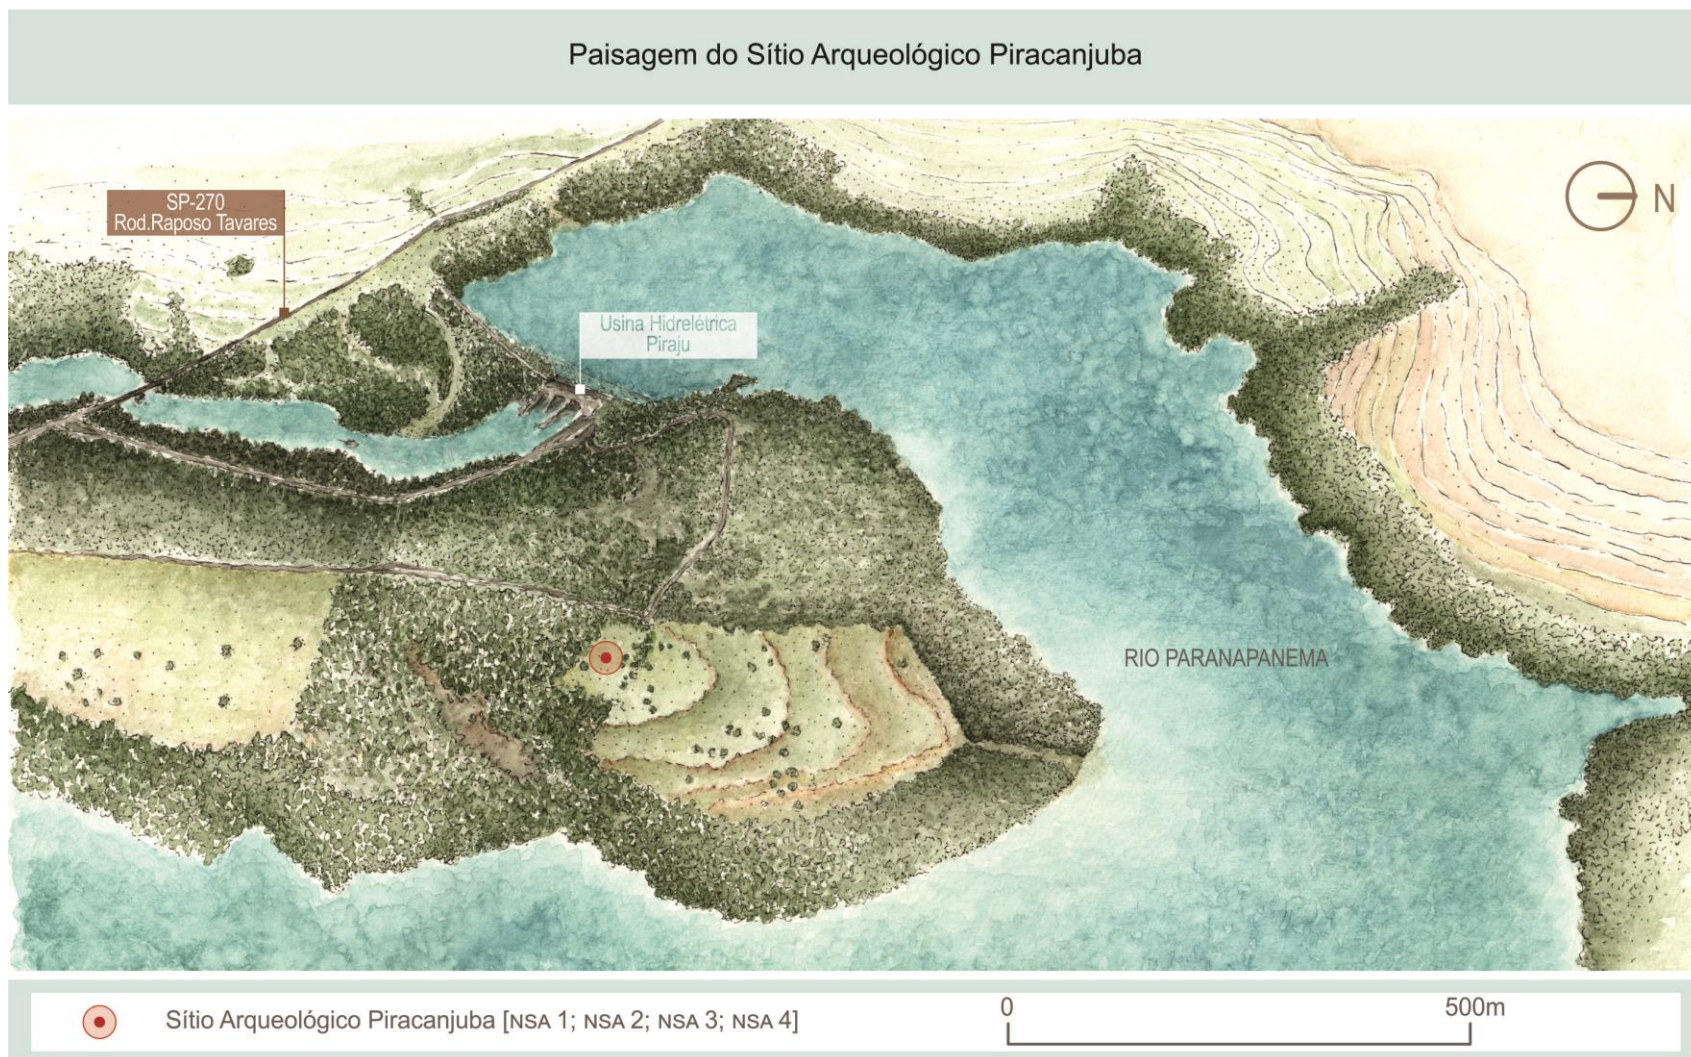 Paisagem do Sítio Arqueológico Piracanjuba
SP-270
Rod.Raposo Tavares
N
Usina Hidrelétrica
Piraju
RIO PARANAPANEMA
Sítio Arqueológico Piracanjuba [NSA 1; NSA 2; NSA 3; NSA 4]
0
500m